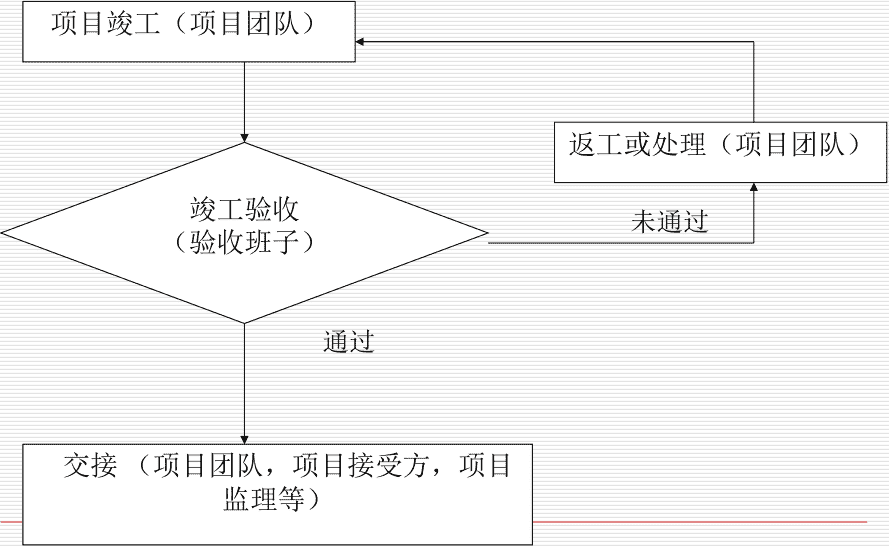 项目竣工（项目团队）
返工或处理（项目团队）
竣工验收
（验收班子）
未通过
通过
交接 （项目团队，项目接受方，项目
监理等）